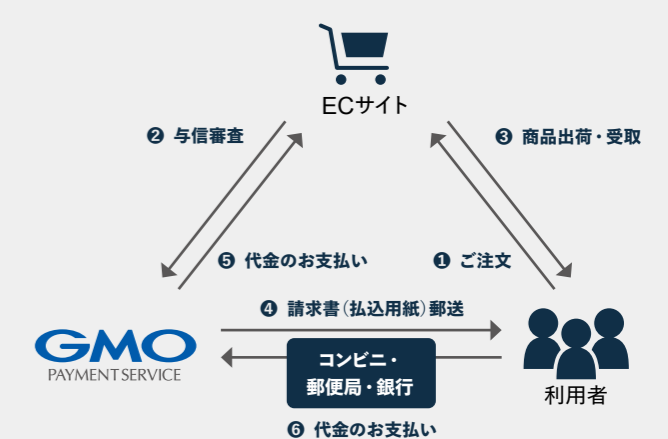 ECサイト
❷ 与信審査
❸ 商品出荷・受取
❺ 代金のお支払い
❶ ご注文
❹ 請求書(払込用紙)郵送
GMO
PAYMENT SERVICE
コンビニ・
郵便局・銀行
利用者
❻ 代金のお支払い